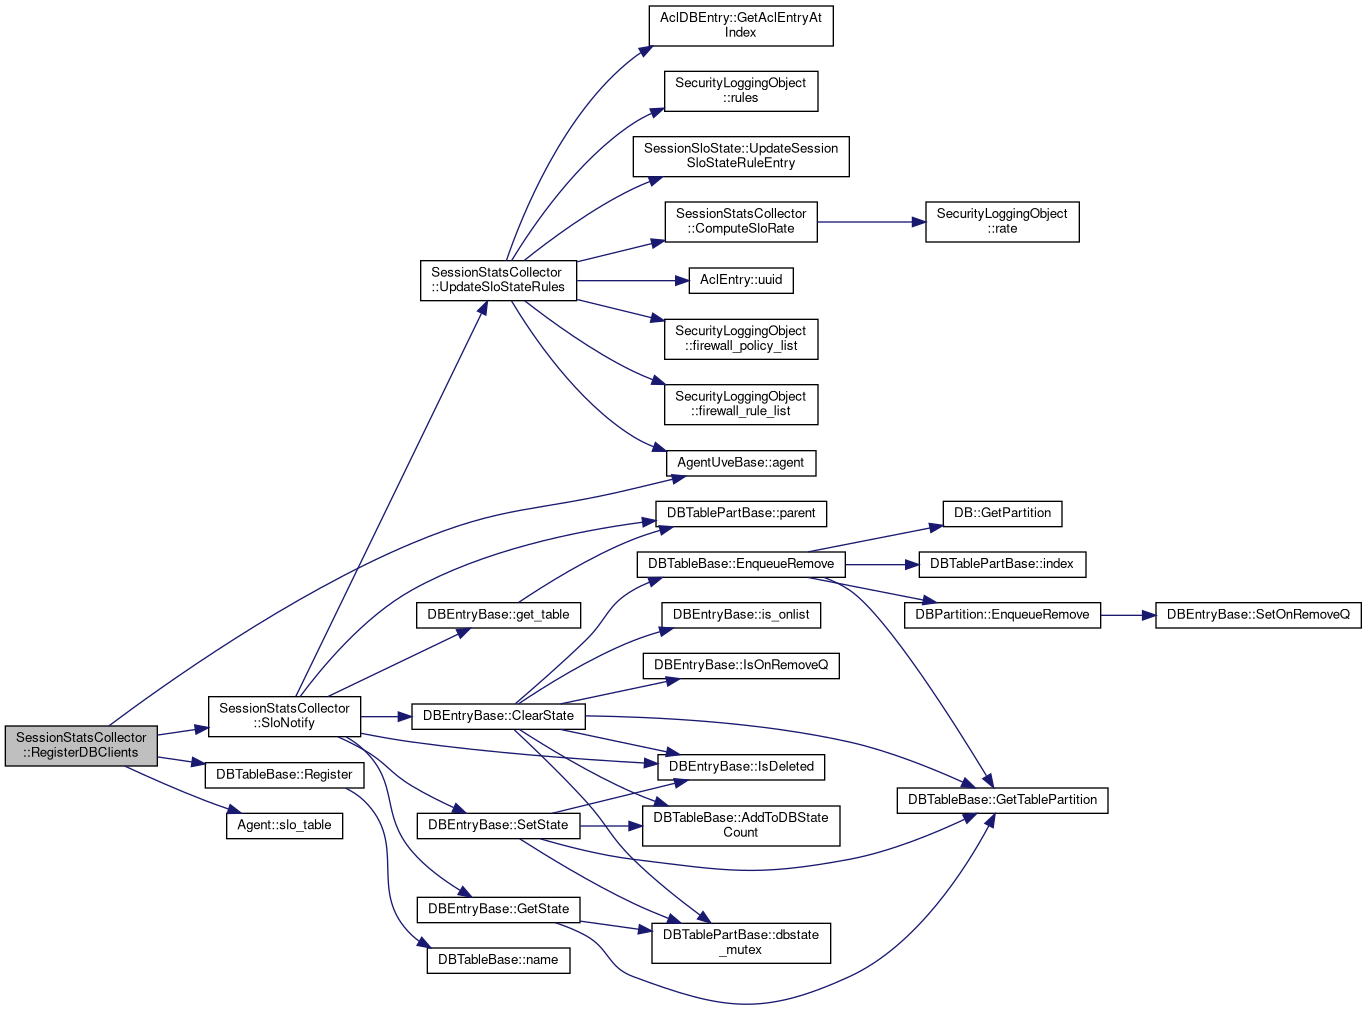 AclDBEntry::GetAclEntryAt
Index
SecurityLoggingObject
::rules
SessionSloState::UpdateSession
SloStateRuleEntry
SessionStatsCollector
::ComputeSloRate
SecurityLoggingObject
::rate
SessionStatsCollector
::UpdateSloStateRules
AclEntry::uuid
SecurityLoggingObject
::firewall_policy_list
SecurityLoggingObject
::firewall_rule_list
AgentUveBase::agent
DBTablePartBase::parent
DB::GetPartition
DBTableBase::EnqueueRemove
DBTablePartBase::index
DBEntryBase::get_table
DBEntryBase::is_onlist
DBPartition::EnqueueRemove
DBEntryBase::SetOnRemoveQ
DBEntryBase::IsOnRemoveQ
SessionStatsCollector
::SloNotify
DBEntryBase::ClearState
SessionStatsCollector
::RegisterDBClients
DBTableBase::Register
DBEntryBase::IsDeleted
DBTableBase::GetTablePartition
Agent::slo_table
DBEntryBase::SetState
DBTableBase::AddToDBState
Count
DBEntryBase::GetState
DBTablePartBase::dbstate
_mutex
DBTableBase::name